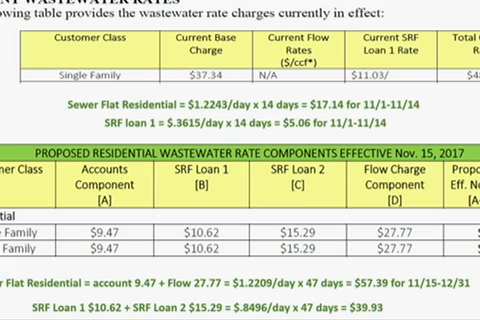 owing table provides the wastewater rate charges currently in effect:
Customer Class Current Base Charge Current Flow Rates ($/ccf*) Current SRF Loan 1 Rate Total
Single Family $37.34 N/A $11.03/
Sewer Flat Residential = $1.2243/day x 14 days = $17.14 for 11/1-11/14
SRF loan 1 = $.3615/day x 14 days = $5.06 for 11/1-11/14
PROPOSED RESIDENTIAL WASTEWATER RATE COMPONENTS EFFECTIVE Nov. 15, 2017
ner Class Accounts Component [A] SRF Loan 1 [B] SRF Loan 2 [C] Flow Charge Component [D] Propo Eff. No [A
tial
Family $9.47 $10.62 $15.29 $27.77
Family $9.47 $10.62 $15.29 $27.77
r Flat Residential = account 9.47 + Flow 27.77 = $1.2209/day x 47 days = $57.39 for 11/15-12/31
SRF Loan 1 $10.62 + SRF Loan 2 $15.29 = $.8496/day x 47 days = $39.93